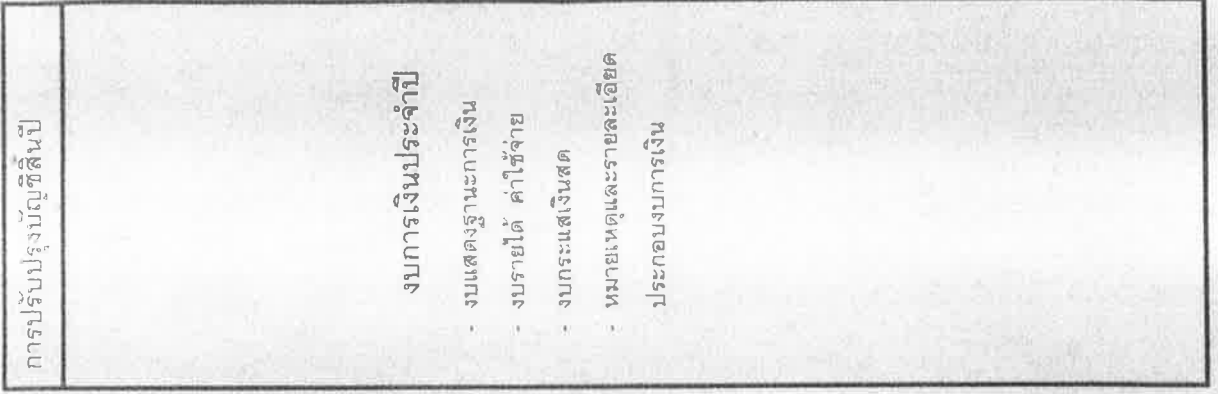 การปรับปรุงบัญชีสิ้นปี
งบการเงินประจำปี
- งบแสดงฐานะการเงิน
- งบรายได้ ค่าใช้จ่าย
- งบกระแสเงินสด
- หมายเหตุและรายละเอียด
ประกอบงบการเงิน